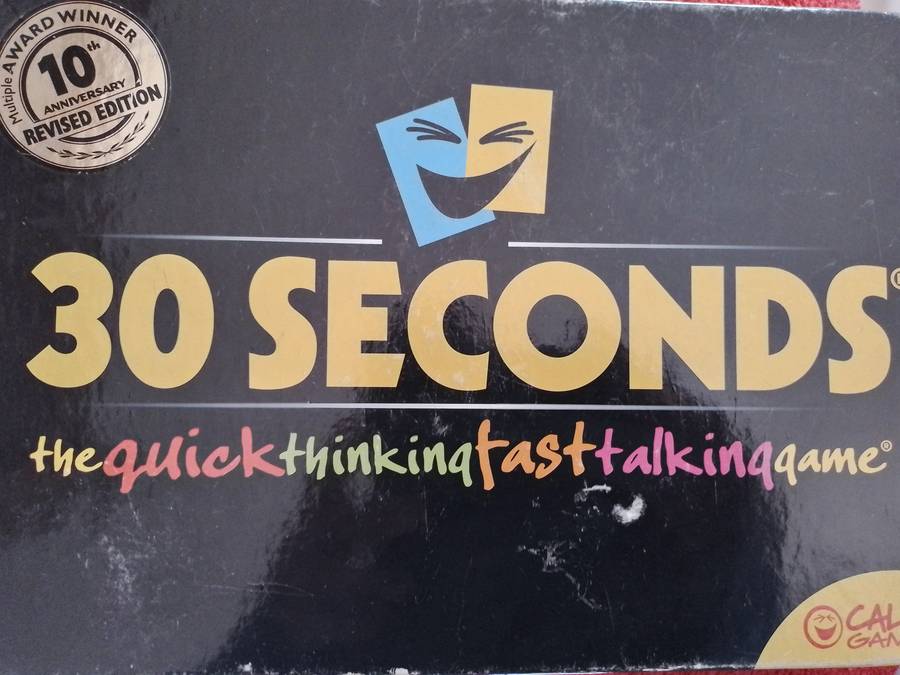 Multiple AWARD WINNER
10th
ANNIVERSARY
REVISED EDITION
30 SECONDS®
thequickthinkingfasttalkinggame®